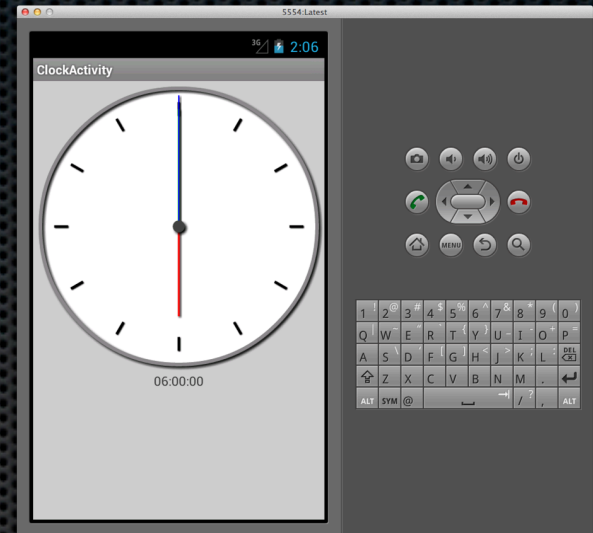 5554:Latest
3G 2:06
ClockActivity
06:00:00
MENU
1 ! 2 @ 3 # 4 $ 5 % 6 ^ 7 & 8 * 9 ( 0 )
Q | W ~ E " R ` T { Y } U _ I - O + P =
A S \ D ' F [ G ] H < J > K ; L : DEL
Z X C V B N M .
ALT SYM @ / ? , ALT